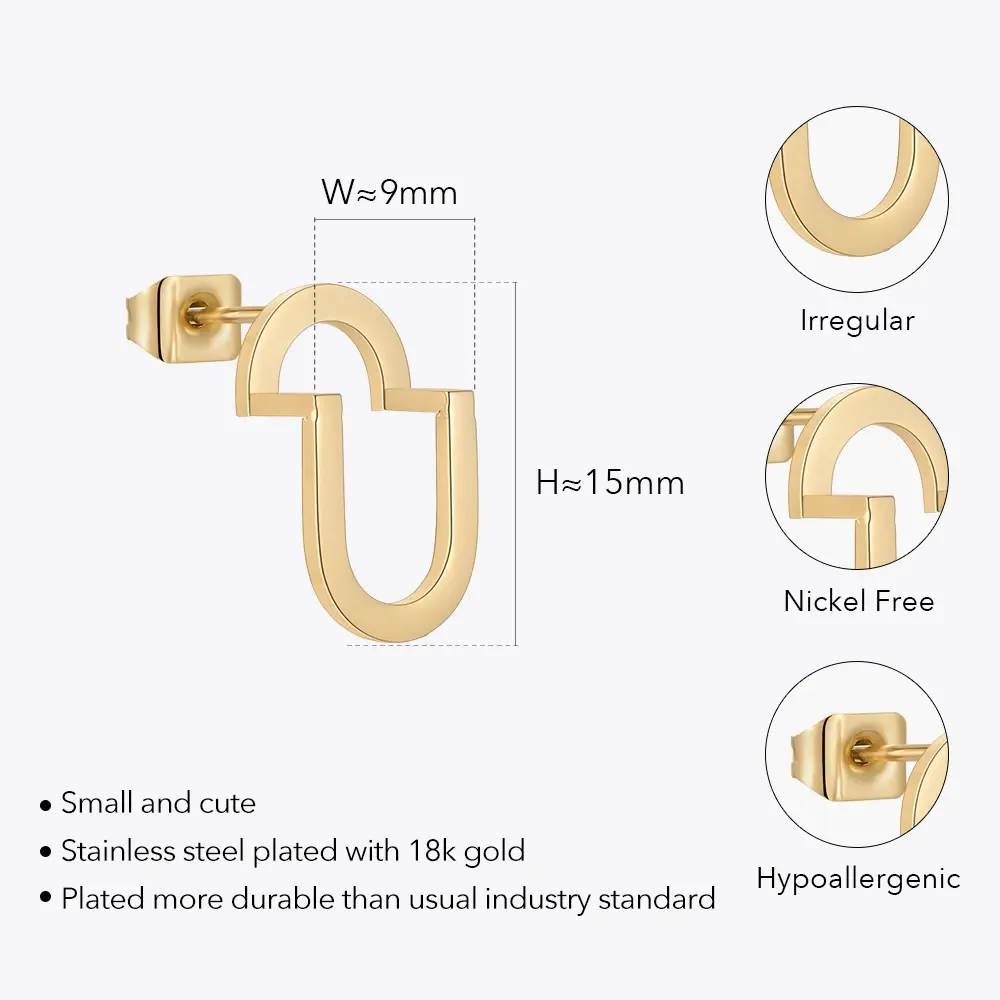 W≈9mm
H≈15mm
Irregular
Nickel Free
Hypoallergenic
• Small and cute
• Stainless steel plated with 18k gold
• Plated more durable than usual industry standard